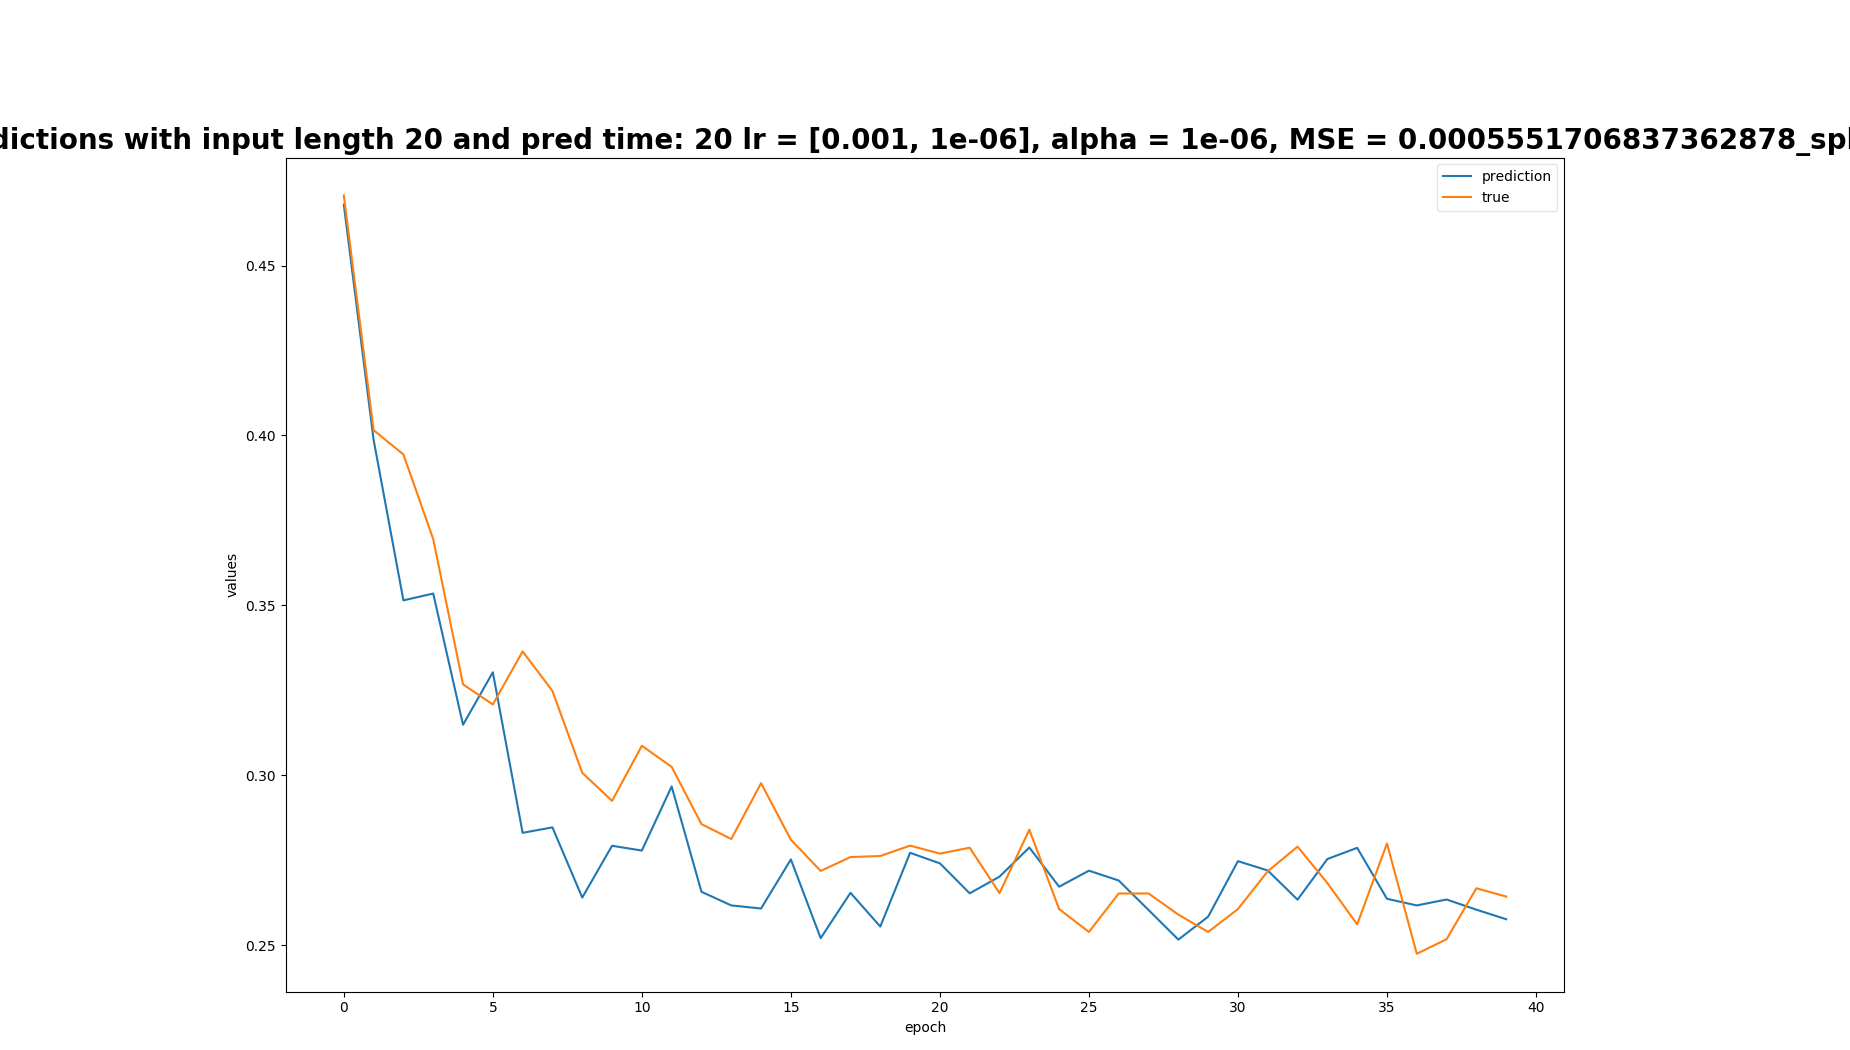 dictions with input length 20 and pred time: 20 lr = [0.001, 1e-06], alpha = 1e-06, MSE = 0.0005551706837362878_spl
prediction
true
0.45
0.40
0.35
0.30
0.25
values
0 5 10 15 20 25 30 35 40
epoch